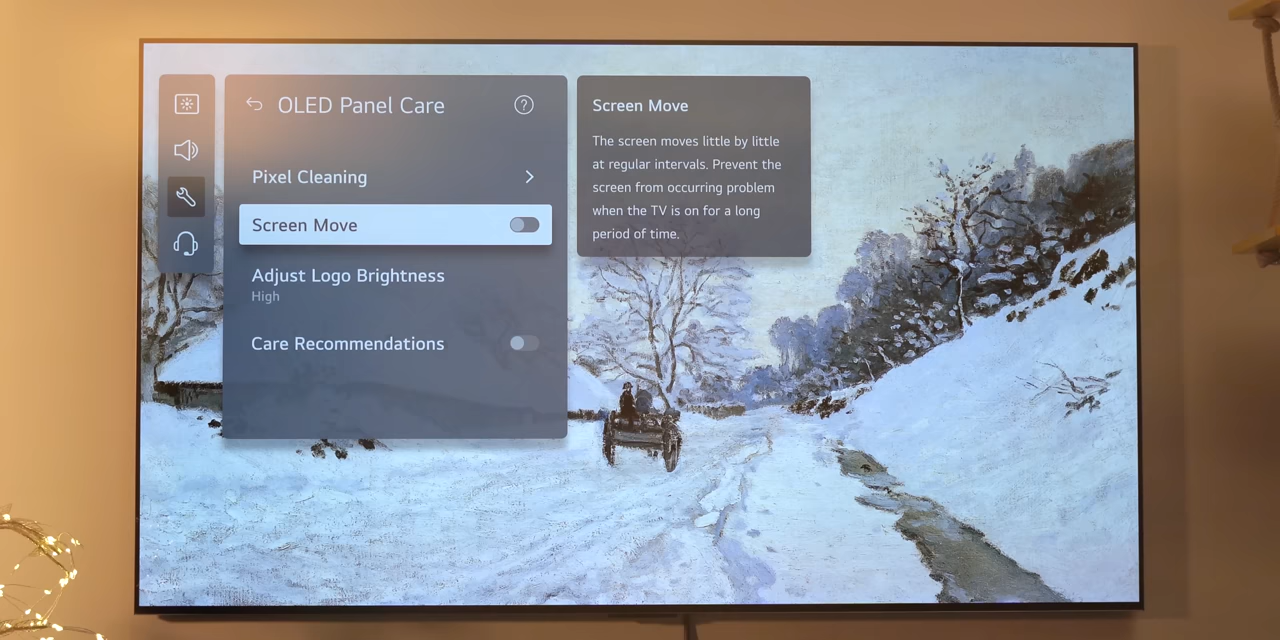 OLED Panel Care
Pixel Cleaning
Screen Move
Adjust Logo Brightness
High
Care Recommendations
Screen Move
The screen moves little by little
at regular intervals. Prevent the
screen from occurring problem
when the TV is on for a long
period of time.